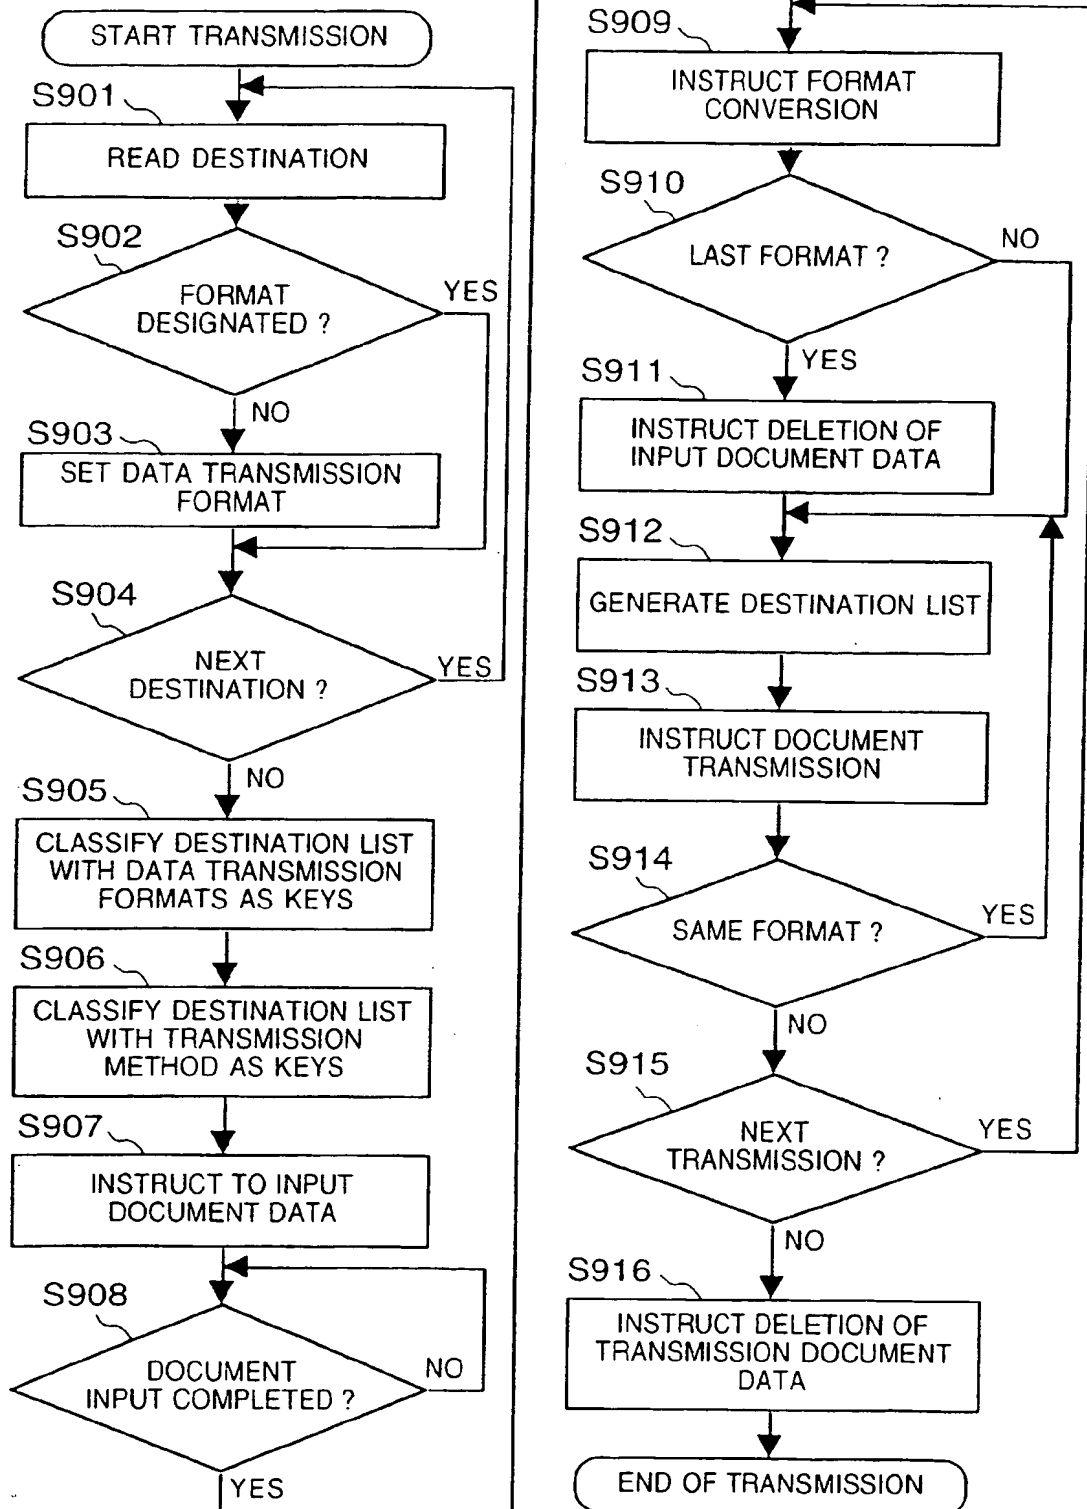 START TRANSMISSION
S901
READ DESTINATION
S902
FORMAT
DESIGNATED ?
YES
NO
S903
SET DATA TRANSMISSION
FORMAT
S904
NEXT
DESTINATION ?
YES
NO
S905
CLASSIFY DESTINATION LIST
WITH DATA TRANSMISSION
FORMATS AS KEYS
S906
CLASSIFY DESTINATION LIST
WITH TRANSMISSION
METHOD AS KEYS
S907
INSTRUCT TO INPUT
DOCUMENT DATA
S908
DOCUMENT
INPUT COMPLETED ?
NO
YES
S909
INSTRUCT FORMAT
CONVERSION
S910
LAST FORMAT ?
NO
YES
S911
INSTRUCT DELETION OF
INPUT DOCUMENT DATA
S912
GENERATE DESTINATION LIST
S913
INSTRUCT DOCUMENT
TRANSMISSION
S914
SAME FORMAT ?
YES
NO
S915
NEXT
TRANSMISSION ?
YES
NO
S916
INSTRUCT DELETION OF
TRANSMISSION DOCUMENT
DATA
END OF TRANSMISSION